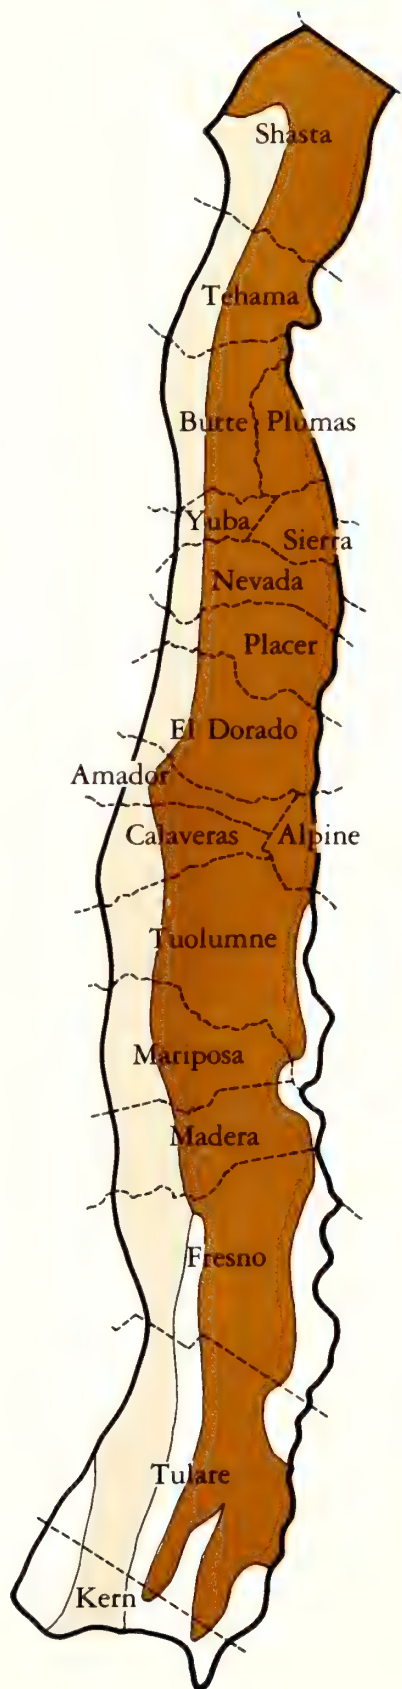 Shasta
Tehama
Butte Plumas
Yuba
Sierra
Nevada
Placer
El Dorado
Amador
Calaveras Alpine
Tuolumne
Mariposa
Madera
Fresno
Tulare
Kern